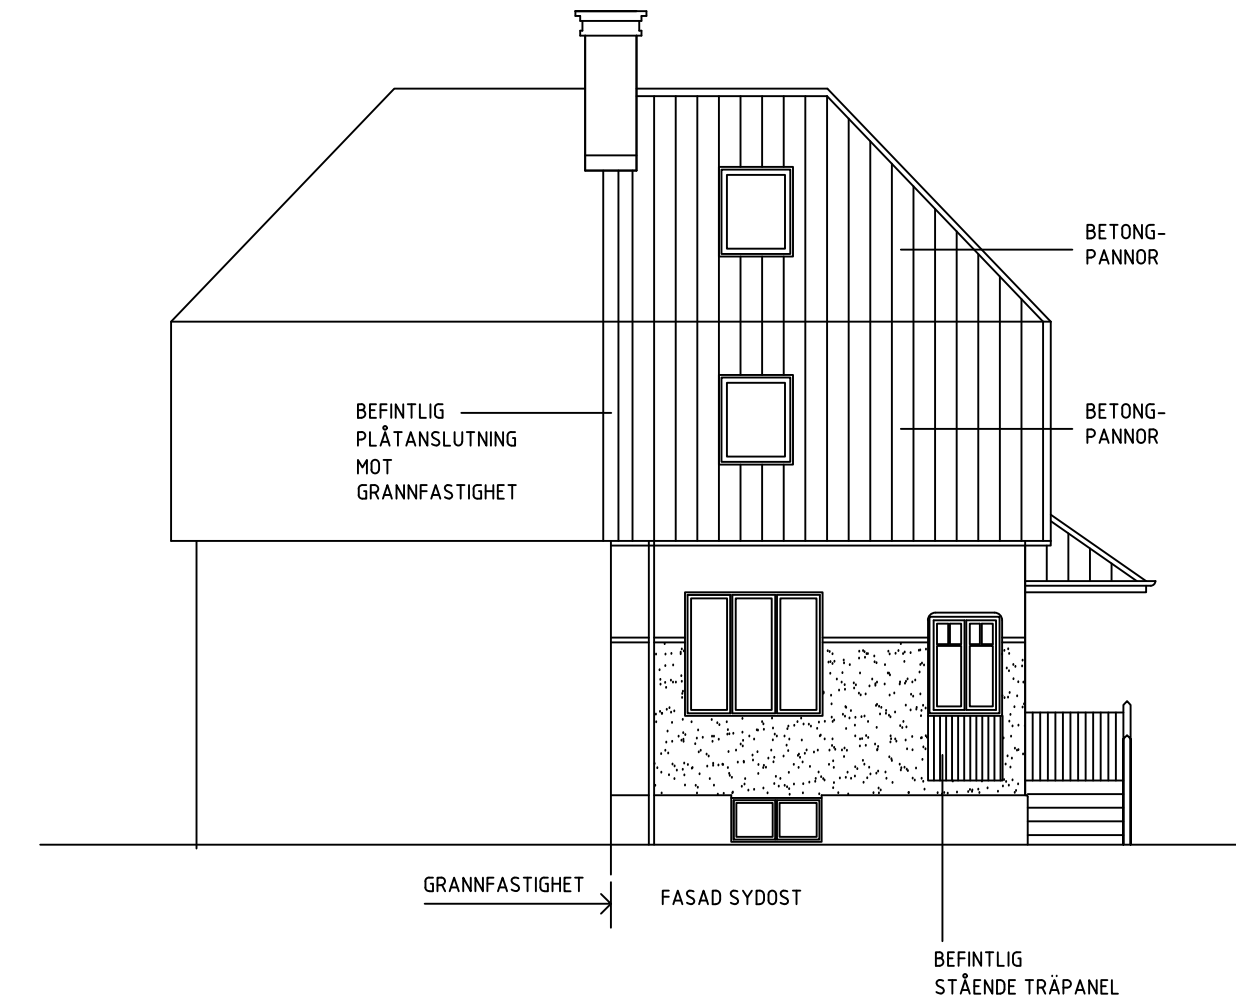 BETONG-
PANNOR
BEFINTLIG
PLÅTANSLUTNING
MOT
GRANNFASTIGHET
BETONG-
PANNOR
GRANNFASTIGHET
FASAD SYDOST
BEFINTLIG
STÅENDE TRÄPANEL